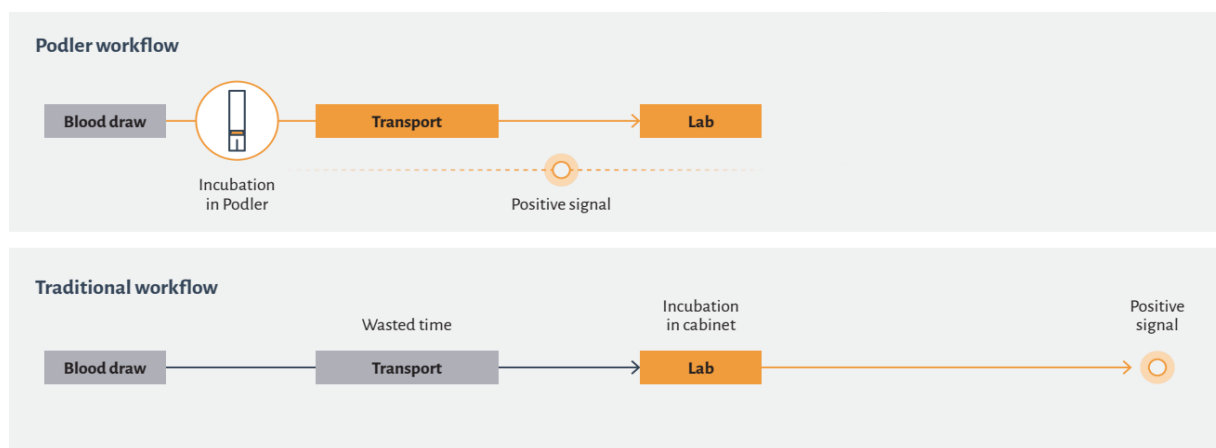 Podler workflow
Blood draw
Transport
Lab
Incubation
in Podler
Positive signal
Traditional workflow
Wasted time
Incubation
in cabinet
Positive
signal
Blood draw
Transport
Lab